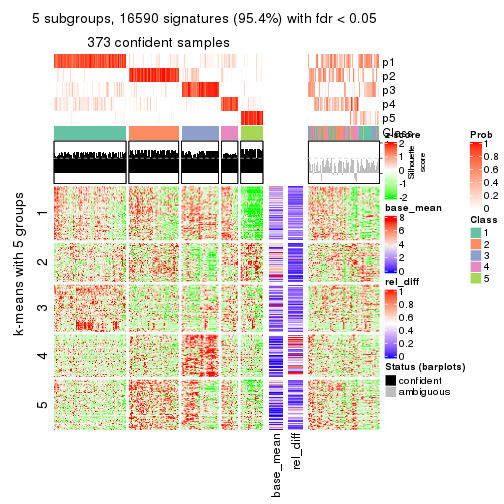 5 subgroups, 16590 signatures (95.4%) with fdr < 0.05
373 confident samples
p1
p2
p3
p4
p5
Class
z-score
2
1
0
-1
-2
Silhouette
score
base_mean
8
6
4
2
0
rel_diff
1
0.8
0.6
0.4
0.2
0
Status (barplots)
confident
ambiguous
Prob
1
0.8
0.6
0.4
0.2
0
Class
1
2
3
4
5
k-means with 5 groups
1
2
3
4
5
base_mean
rel_diff